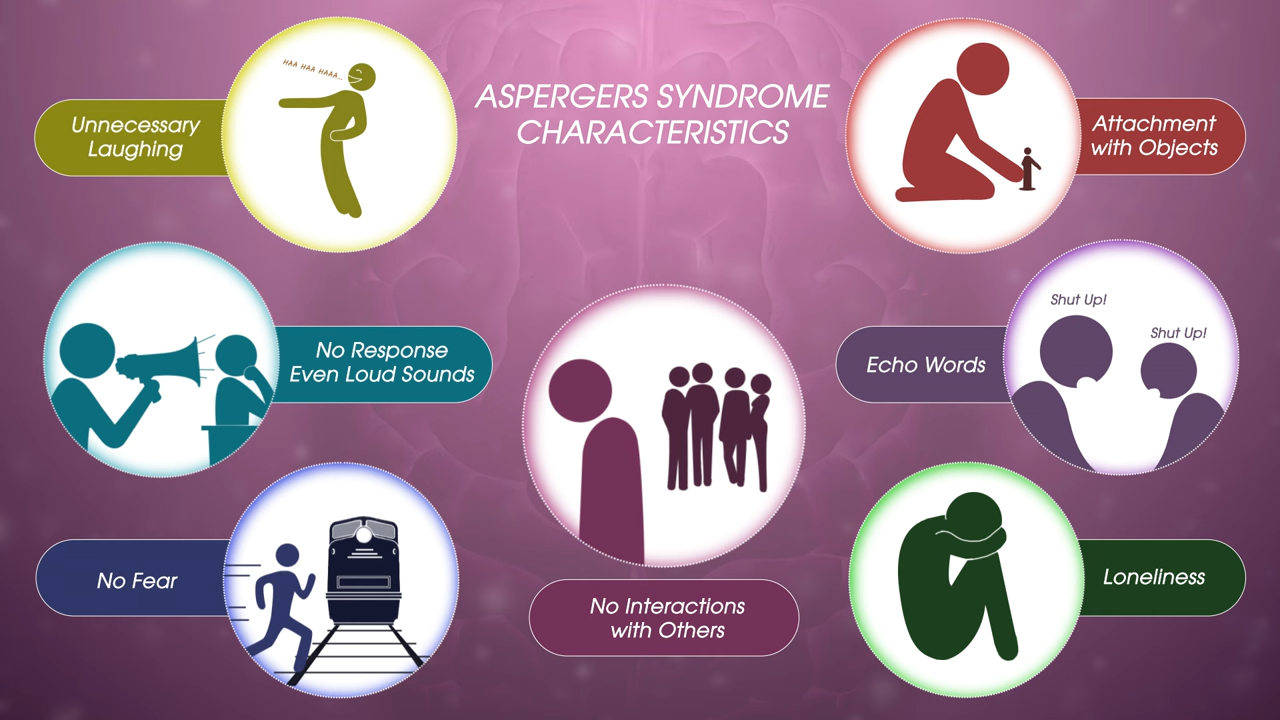 ASPERGERS SYNDROME
CHARACTERISTICS
HAA HAA HAAA...
Unnecessary
Laughing
Attachment
with Objects
No Response
Even Loud Sounds
Shut Up!
Shut Up!
Echo Words
No Fear
No Interactions
with Others
Loneliness